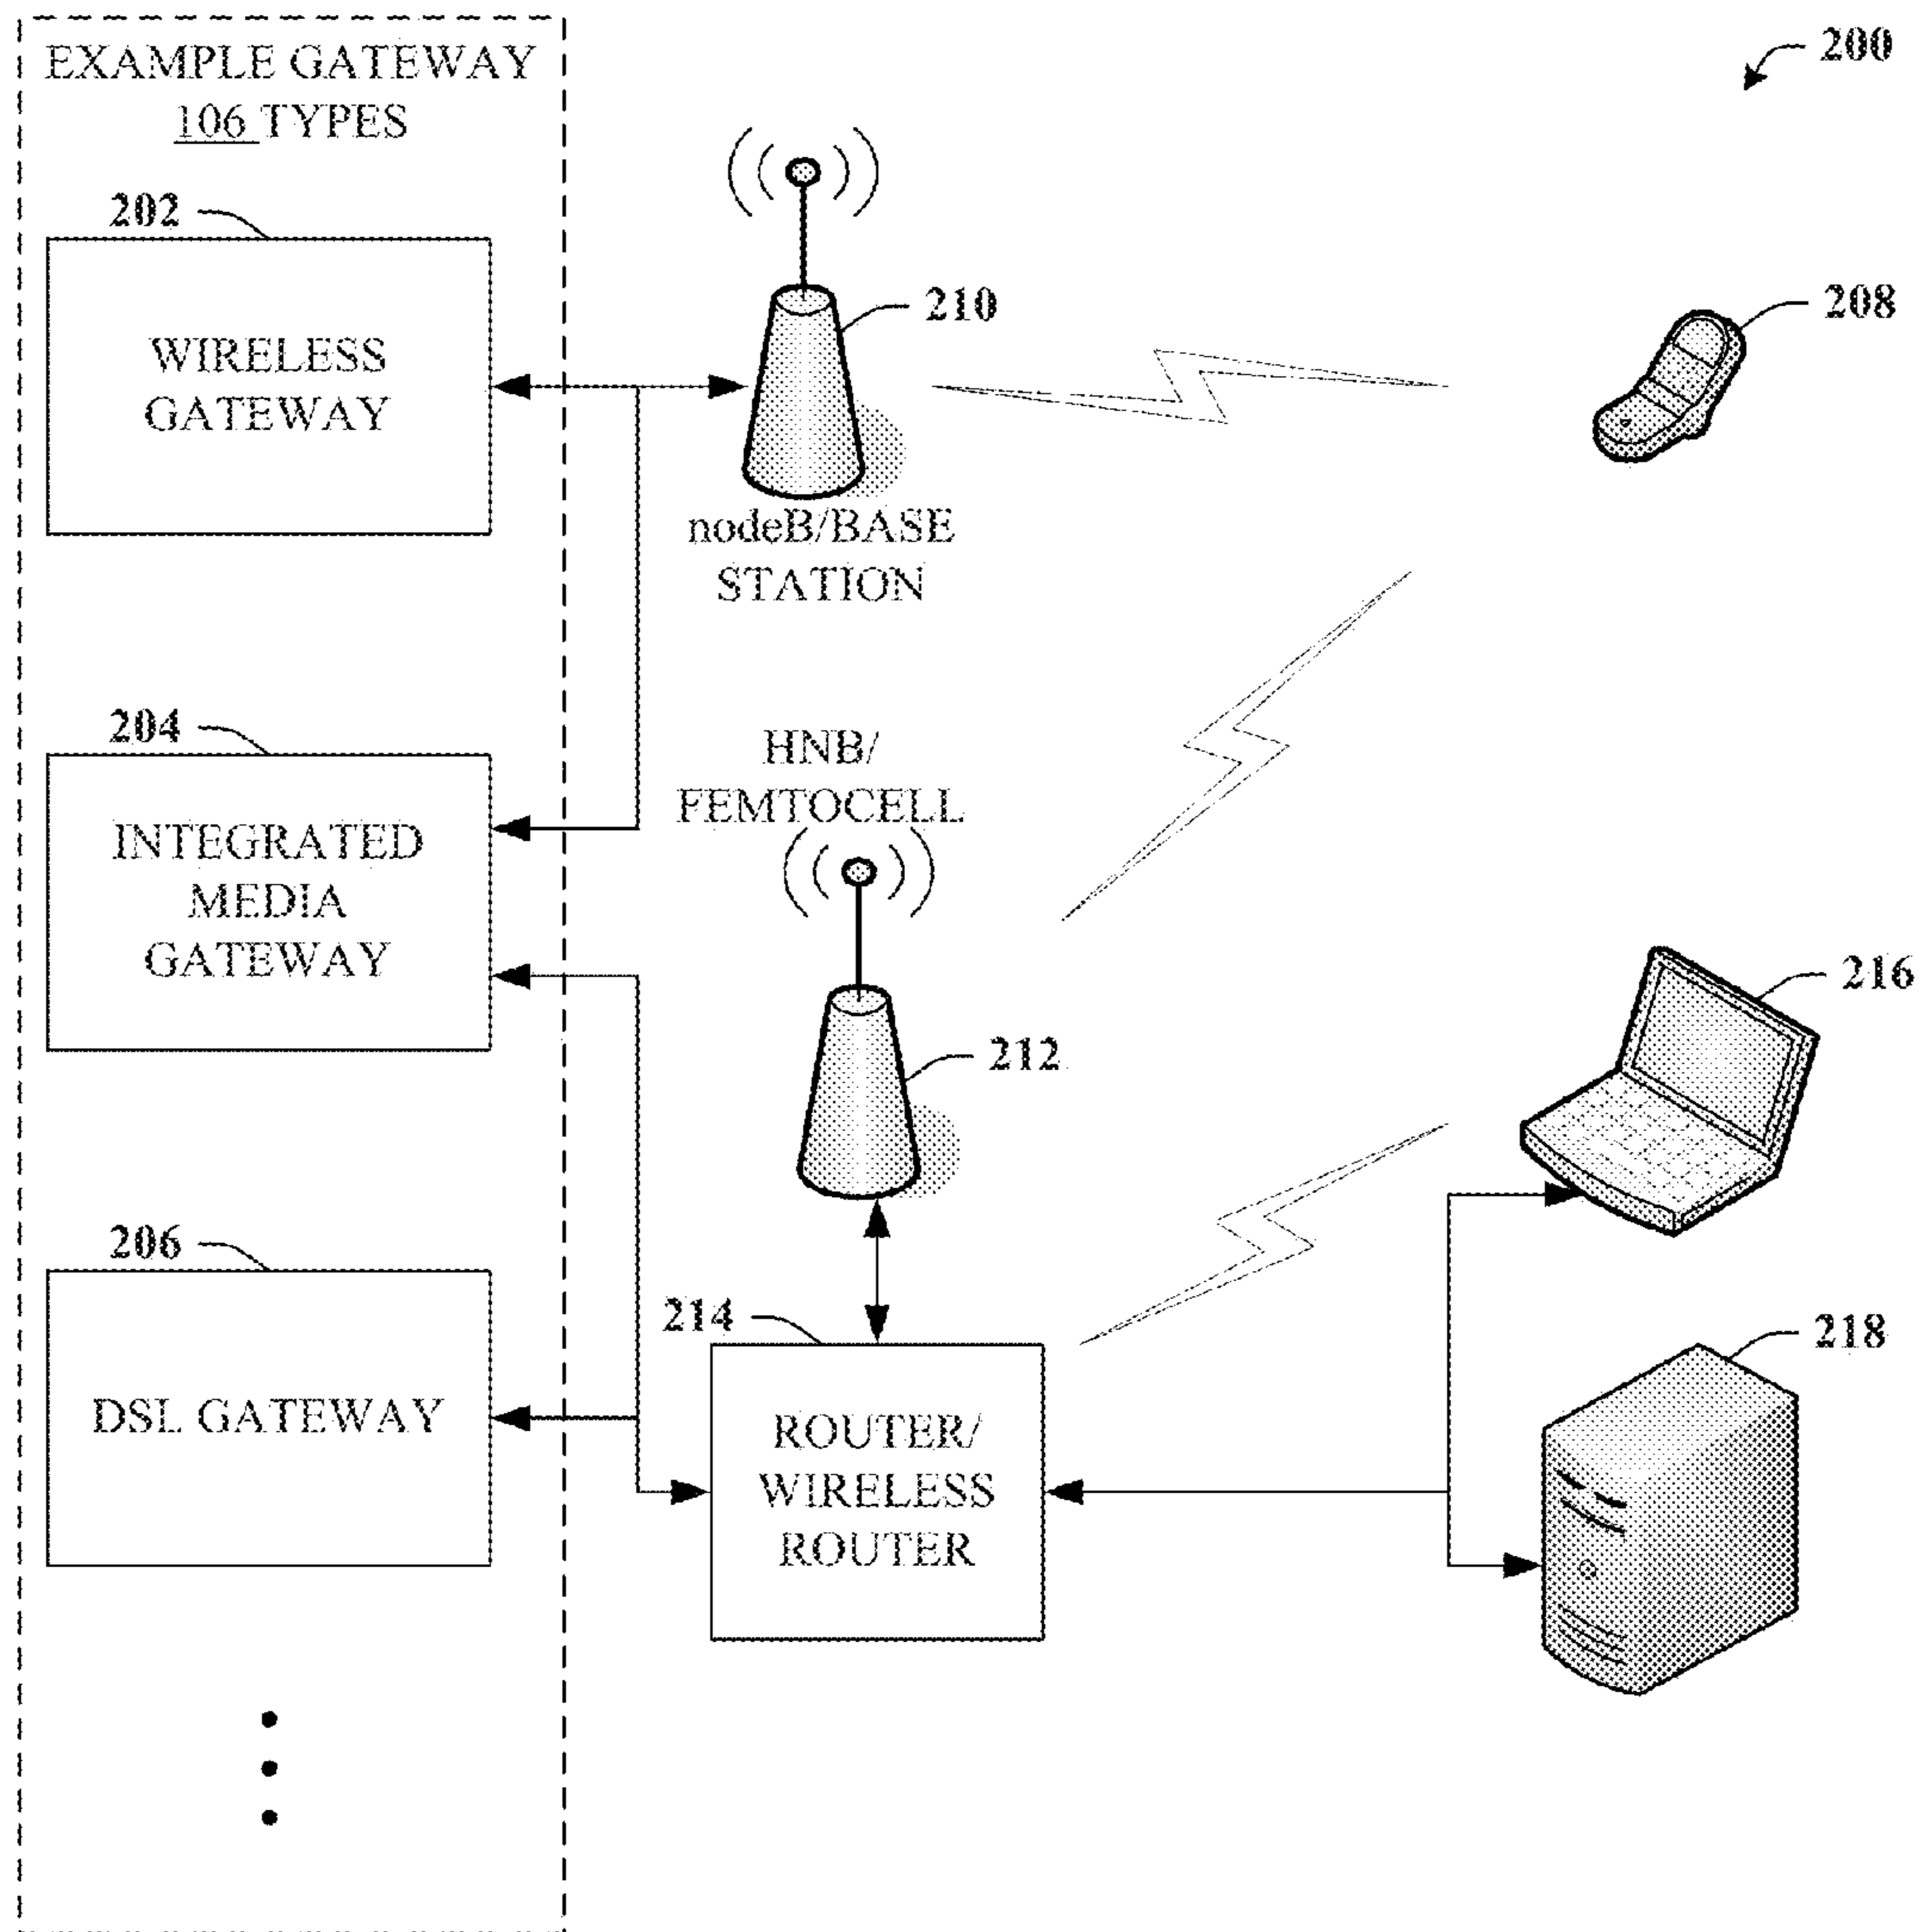 EXAMPLE GATEWAY
106 TYPES
200
202
WIRELESS
GATEWAY
210
nodeB/BASE
STATION
208
204
INTEGRATED
MEDIA
GATEWAY
HNB/
FEMTOCELL
212
216
206
DSL GATEWAY
214
ROUTER/
WIRELESS
ROUTER
218